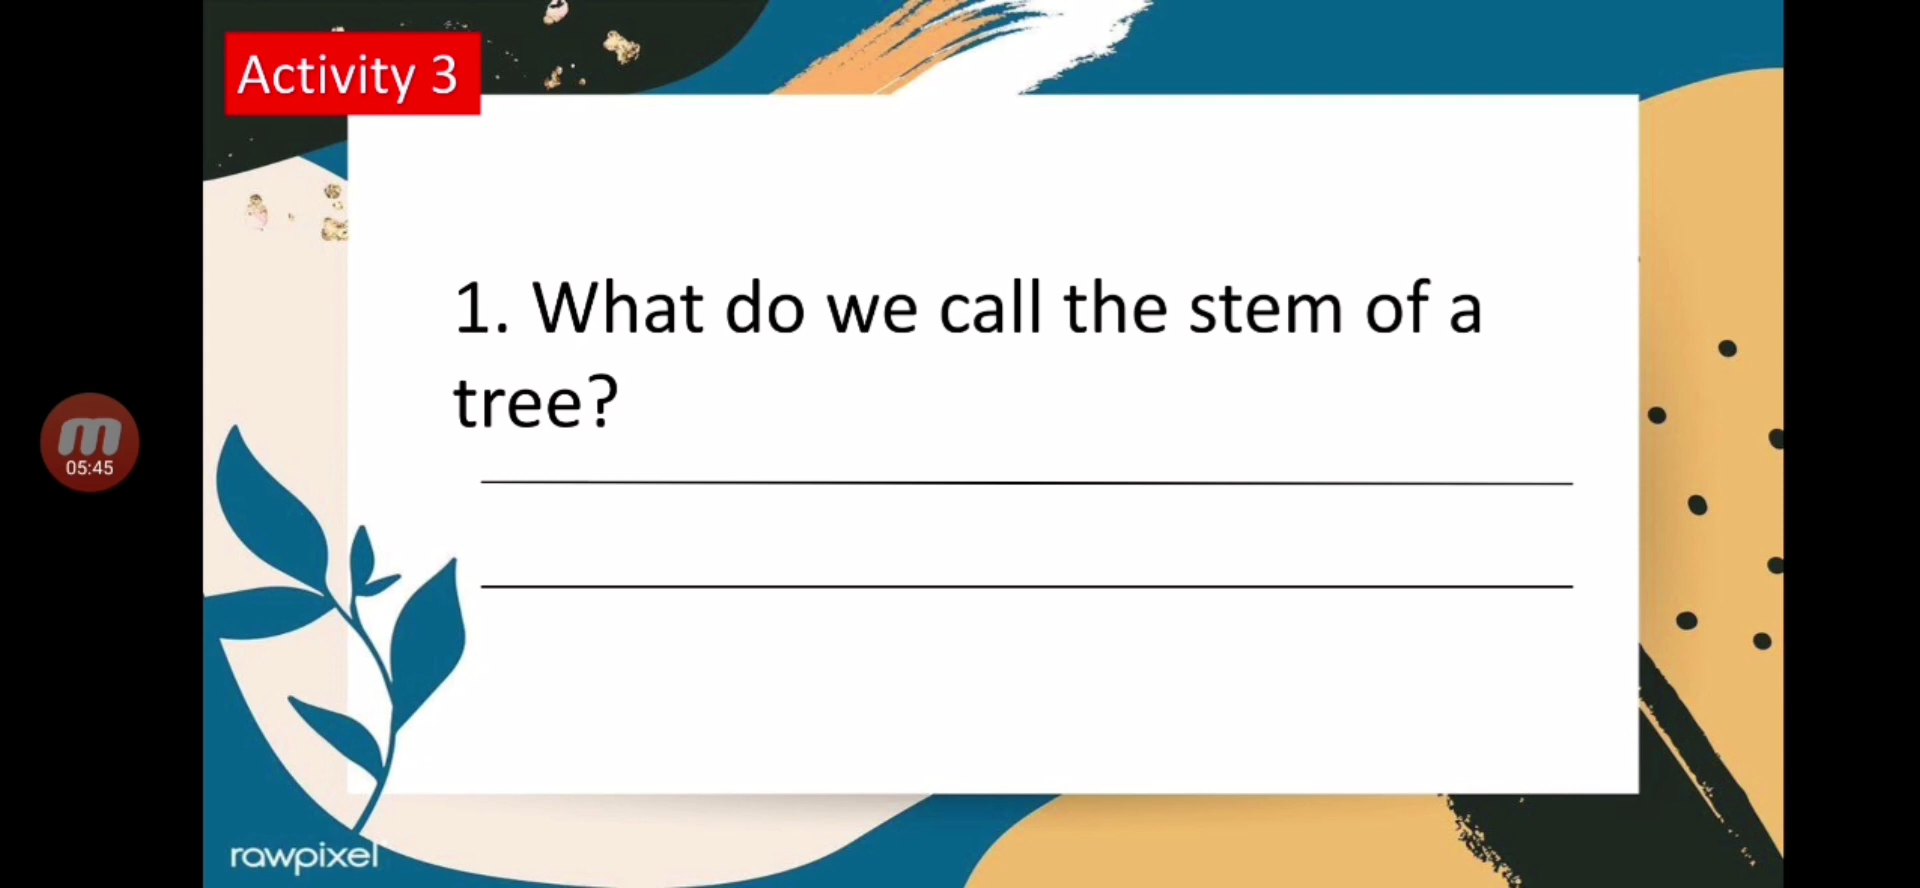 Activity 3
1. What do we call the stem of a
tree?
m
05:45
rawpixel